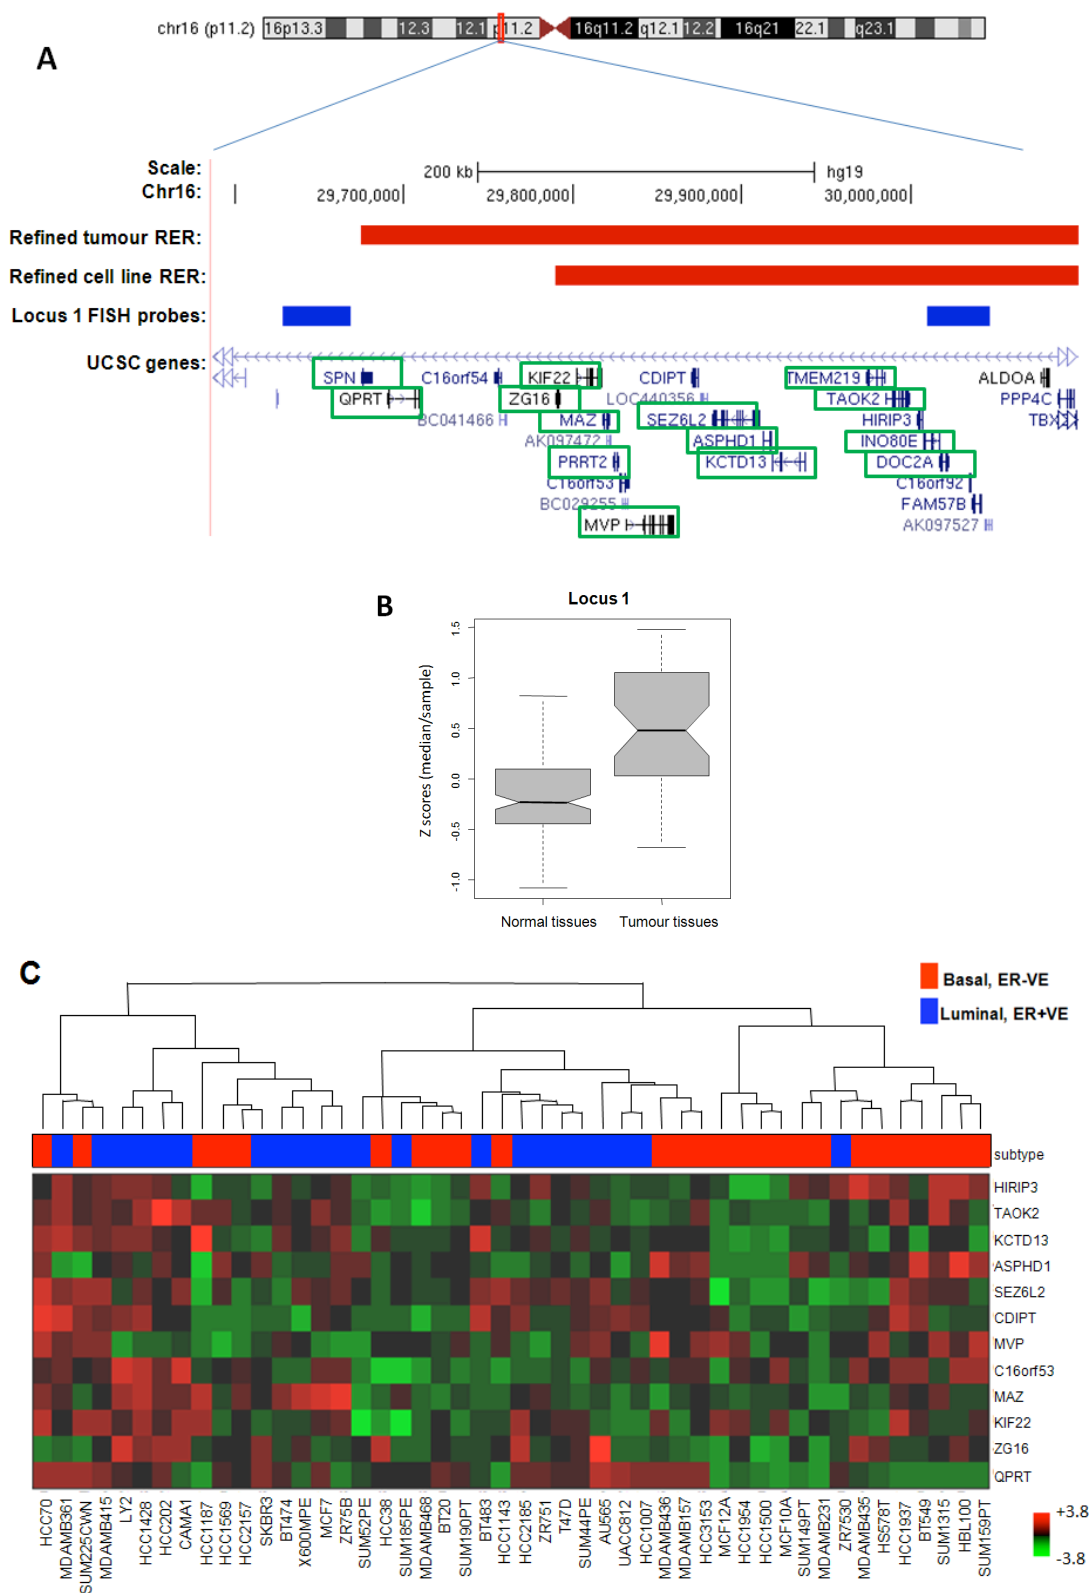 chr16 (p11.2) 16p13.3 12.3 12.1 p11.2 16q11.2 q12.1 12.2 16q21 22.1 q23.1
A
Scale: 200 kb hg19
Chr16: 29,700,000 29,800,000 29,900,000 30,000,000
Refined tumour RER:
Refined cell line RER:
Locus 1 FISH probes:
UCSC genes:
SPN C16orf54 KIF22 CDIPT TMEM219 ALDOA
QPRT ZG16 LOC440356 TAOK2 PPP4C
BC041466 MAZ SEZ6L2 HIRIP3
AK097472 ASPHD1 INO80E
PRRT2 KCTD13 DOC2A
C16orf53 C16orf92
BC029255 FAM57B
MVP AK097527
B
Locus 1
Z scores (median/sample)
1.5
1.0
0.5
0.0
-0.5
-1.0
Normal tissues Tumour tissues
C
Basal, ER-VE
Luminal, ER+VE
subtype
HIRIP3
TAOK2
KCTD13
ASPHD1
SEZ6L2
CDIPT
MVP
C16orf53
MAZ
KIF22
ZG16
QPRT
HCC70 MDAMB361 SUM225CWN MDAMB415 LY2 HCC1428 HCC202 CAMA1 HCC1187 HCC1569 HCC2157 SKBR3 BT474 X600MPE MCF7 ZR75B SUM52PE HCC38 SUM185PE MDAMB468 BT20 SUM190PT BT483 HCC1143 HCC2185 ZR751 T47D SUM44PE AU565 UACC812 HCC1007 MDAMB436 MDAMB157 HCC3153 MCF12A HCC1954 HCC1500 MCF10A SUM149PT MDAMB231 ZR7530 MDAMB435 HS578T HCC1937 BT549 SUM1315 HBL100 SUM159PT
+3.8
-3.8